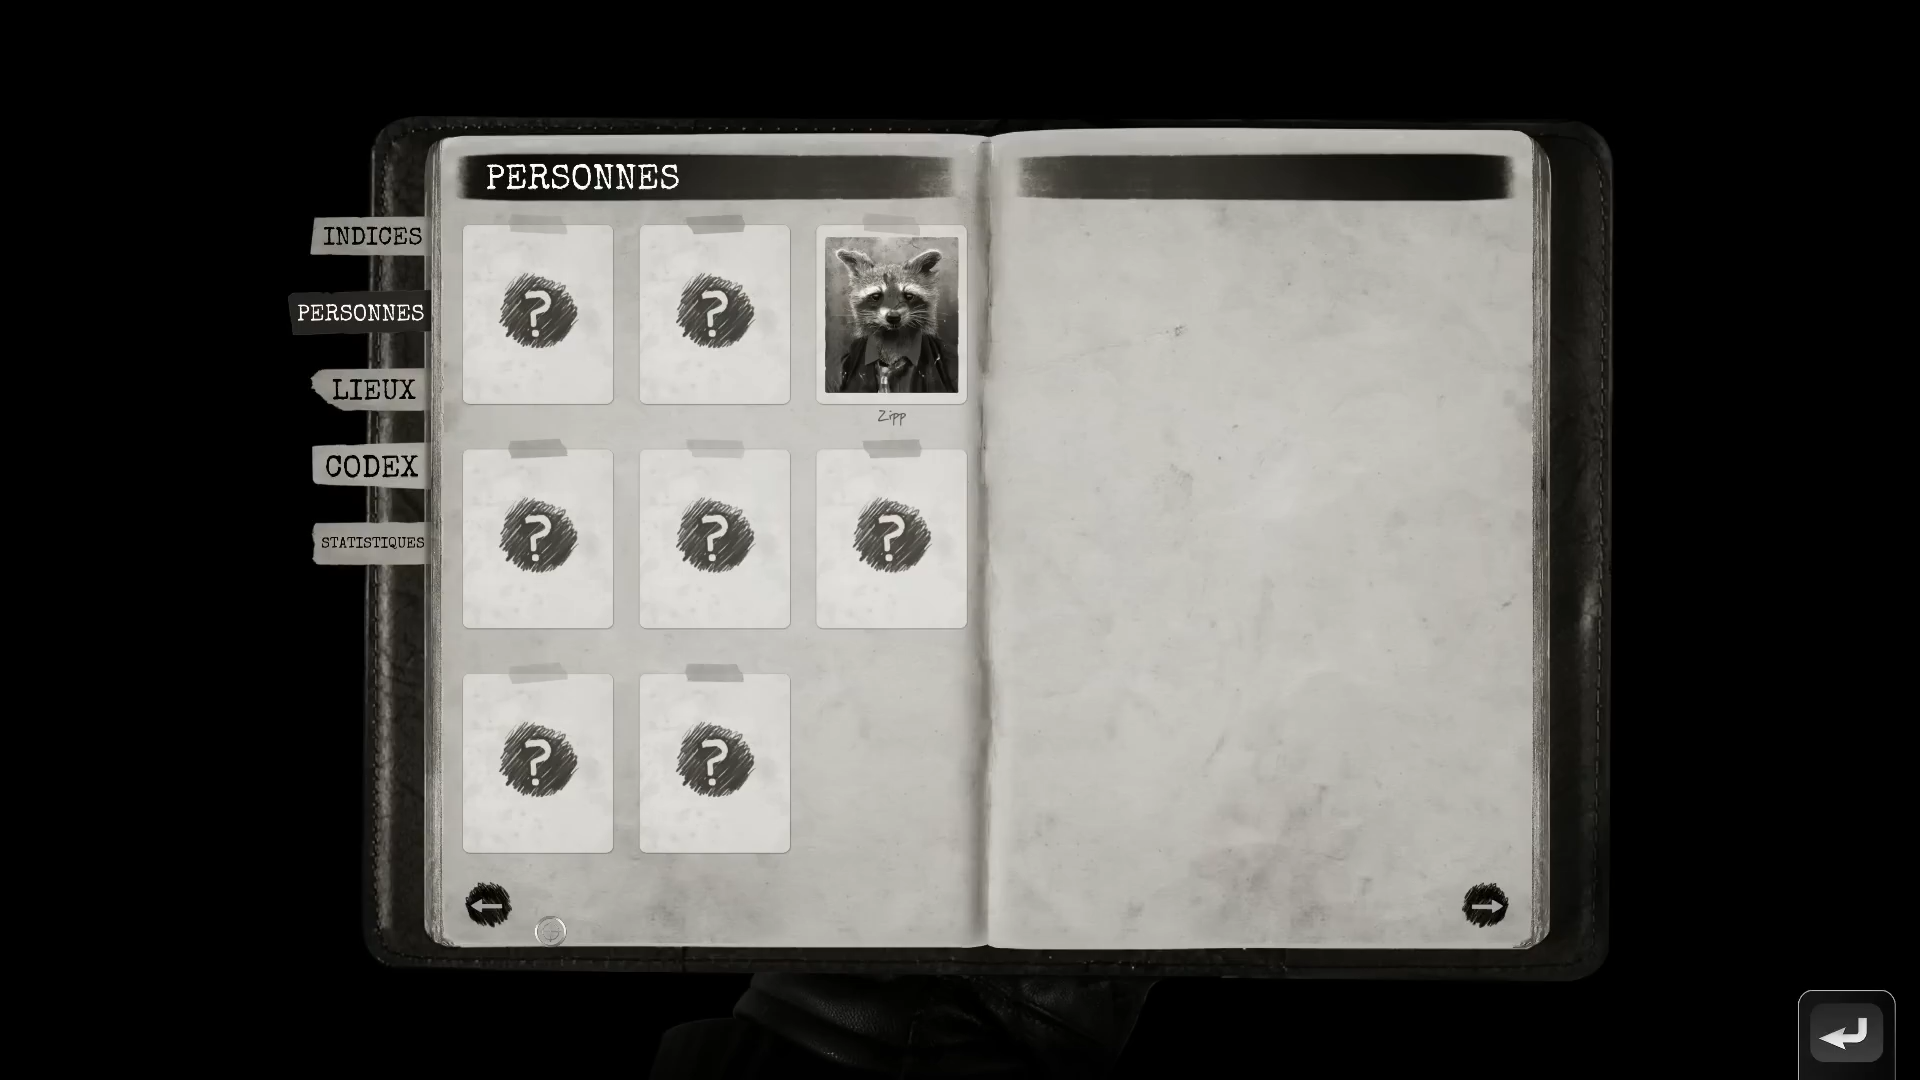 PERSONNES
INDICES
PERSONNES
LIEUX
CODEX
STATISTIQUES
?
?
Zipp
?
?
?
?
?